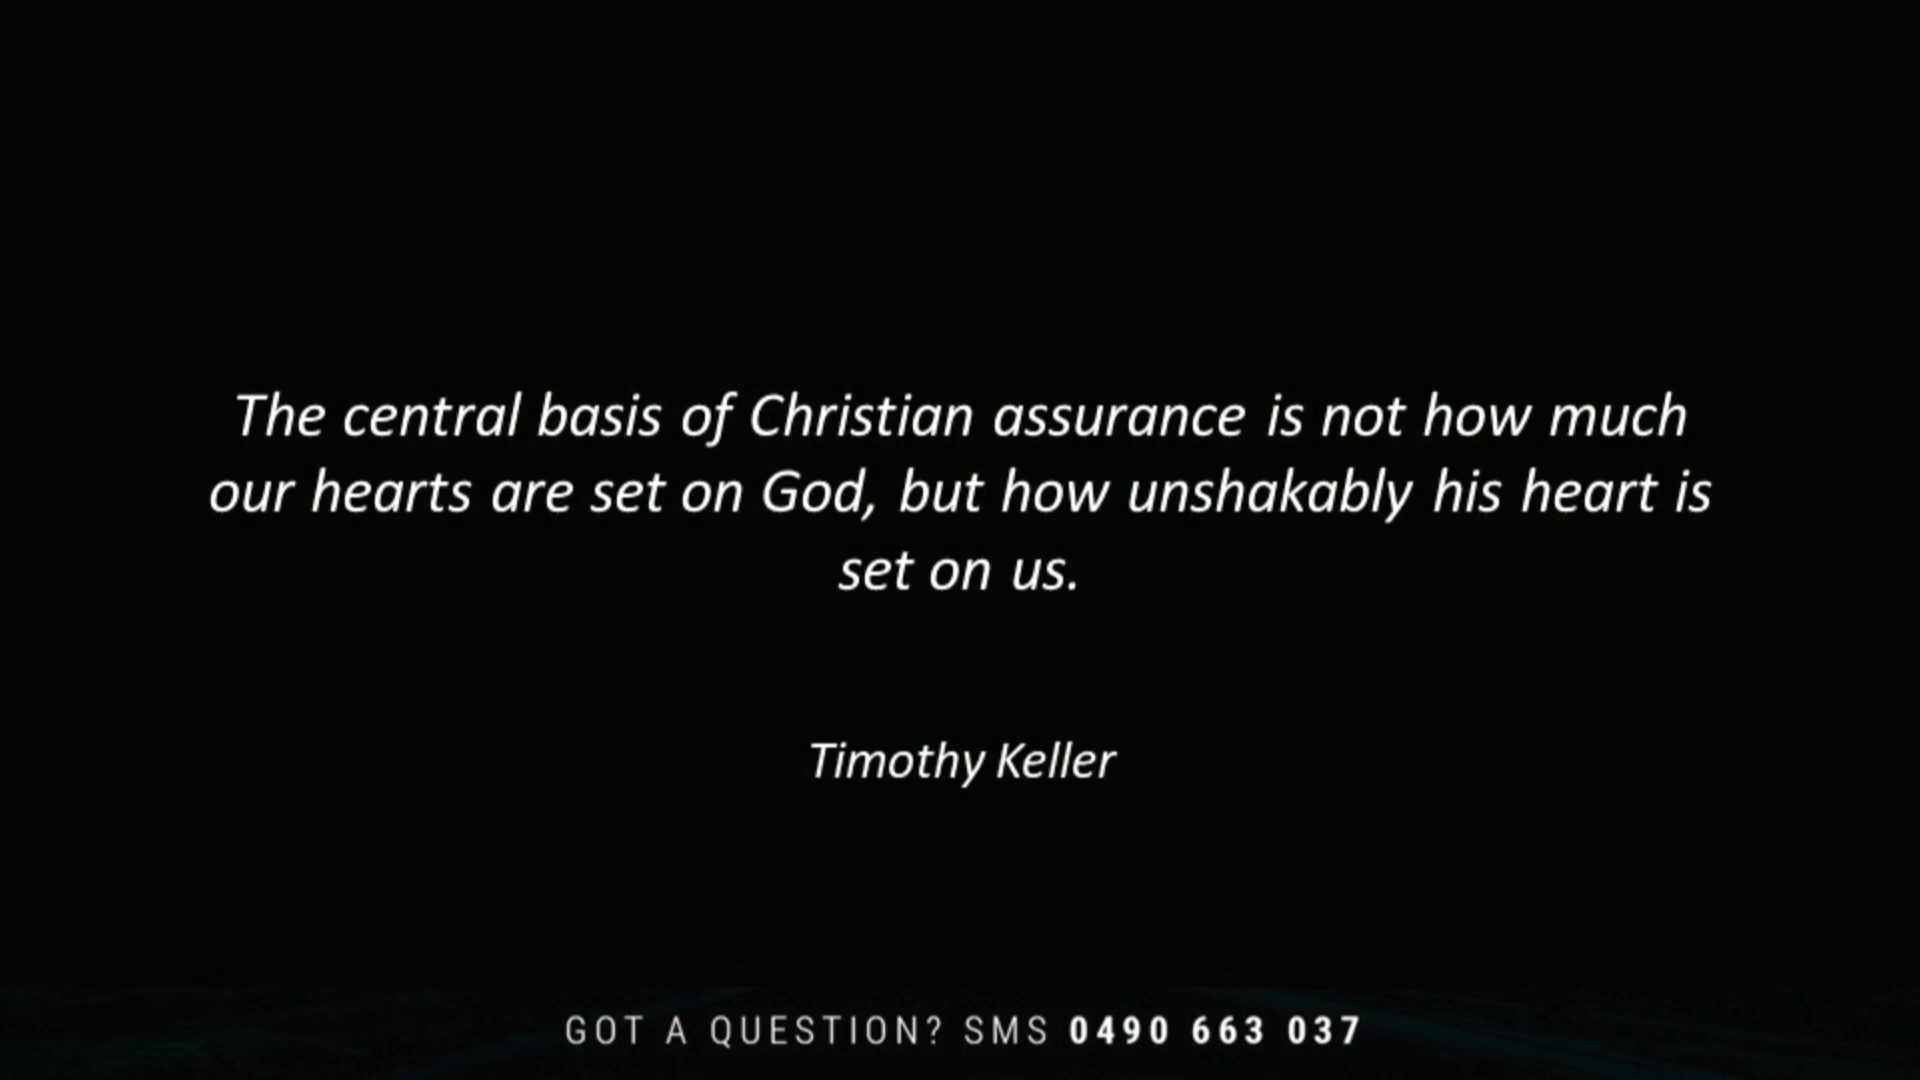 The central basis of Christian assurance is not how much
our hearts are set on God, but how unshakably his heart is
set on us.
Timothy Keller
GOT A QUESTION? SMS 0490 663 037